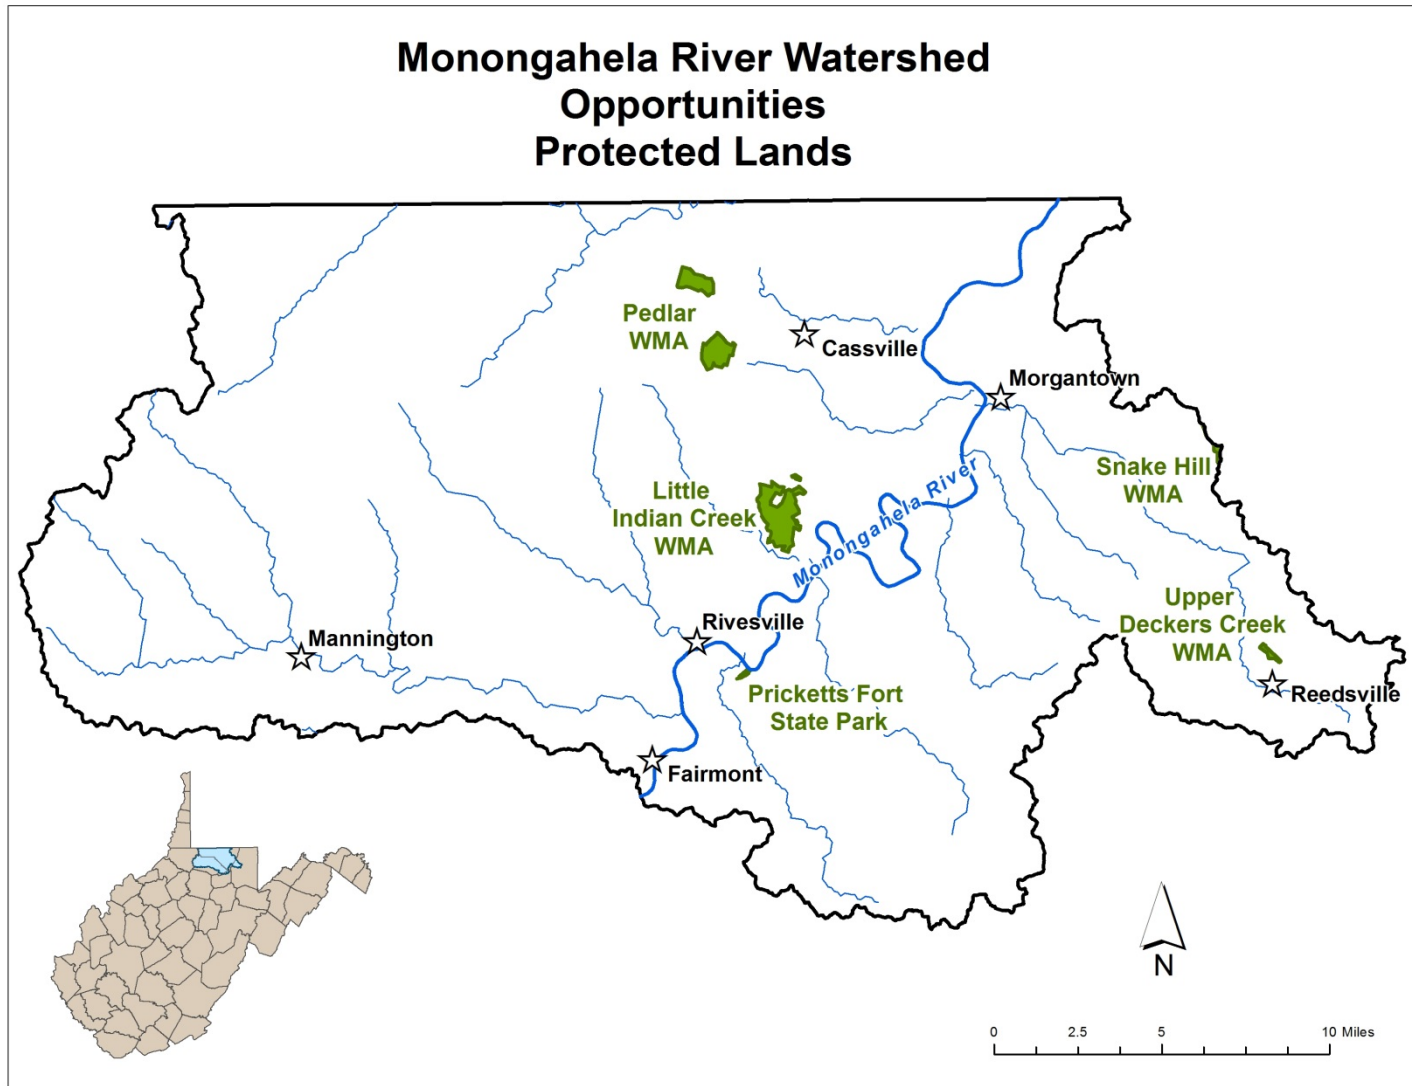 Monongahela River Watershed
Opportunities
Protected Lands
Pedlar
WMA
Cassville
Morgantown
Snake Hill
WMA
Little
Indian Creek
WMA
Monongahela River
Upper
Deckers Creek
WMA
Rivesville
Mannington
Pricketts Fort
State Park
Reedsville
Fairmont
N
0 2.5 5 10 Miles